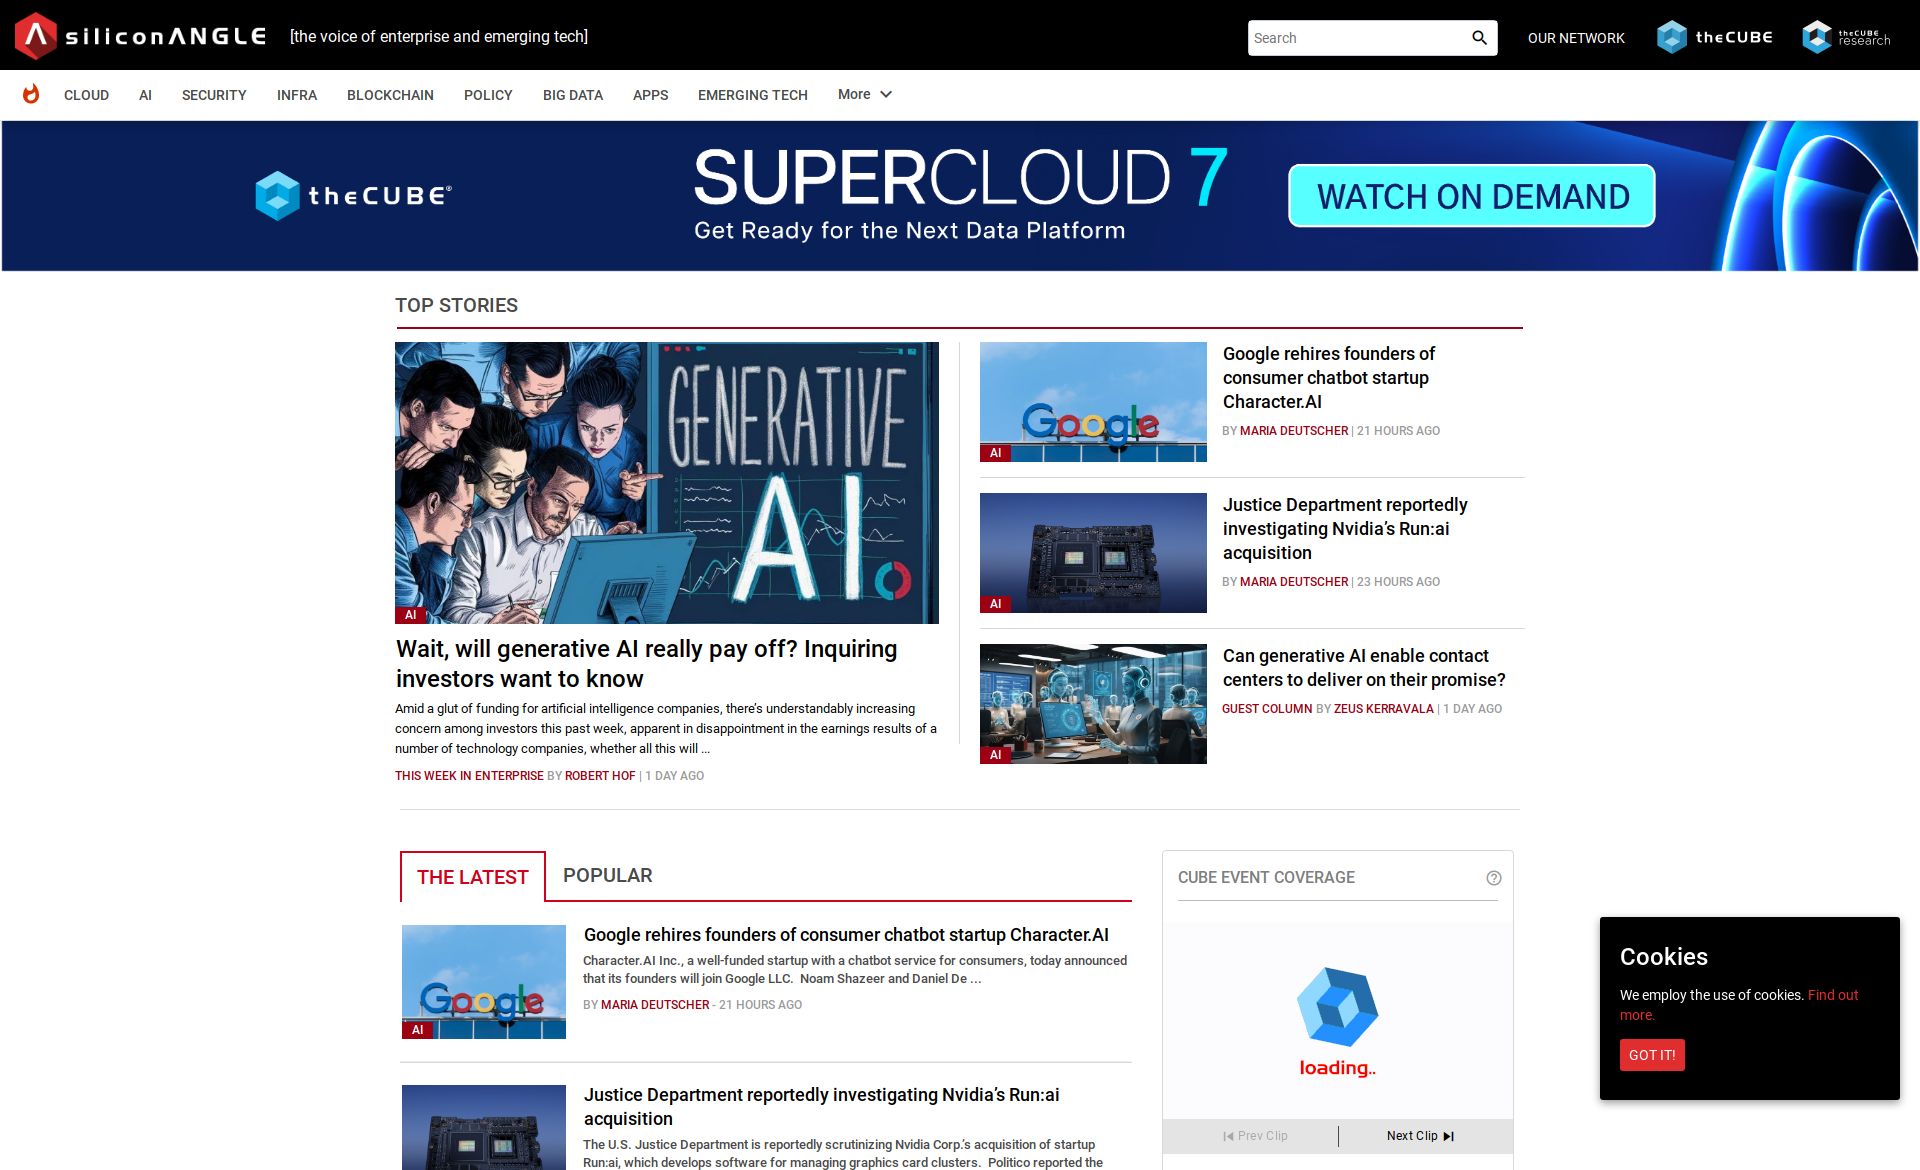 siliconANGLE
[the voice of enterprise and emerging tech]
Search
OUR NETWORK
theCUBE
theCUBE
research
CLOUD
AI
SECURITY
INFRA
BLOCKCHAIN
POLICY
BIG DATA
APPS
EMERGING TECH
More
theCUBE®
SUPERCLOUD 7
Get Ready for the Next Data Platform
WATCH ON DEMAND
TOP STORIES
GENERATIVE
AI.
AI
Wait, will generative AI really pay off? Inquiring
investors want to know
Amid a glut of funding for artificial intelligence companies, there’s understandably increasing
concern among investors this past week, apparent in disappointment in the earnings results of a
number of technology companies, whether all this will ...
THIS WEEK IN ENTERPRISE BY ROBERT HOF | 1 DAY AGO
Google
AI
Google rehires founders of
consumer chatbot startup
Character.AI
BY MARIA DEUTSCHER | 21 HOURS AGO
AI
Justice Department reportedly
investigating Nvidia’s Run:ai
acquisition
BY MARIA DEUTSCHER | 23 HOURS AGO
AI
Can generative AI enable contact
centers to deliver on their promise?
GUEST COLUMN BY ZEUS KERRAVALA | 1 DAY AGO
THE LATEST
POPULAR
Google
AI
Google rehires founders of consumer chatbot startup Character.AI
Character.AI Inc., a well-funded startup with a chatbot service for consumers, today announced
that its founders will join Google LLC.  Noam Shazeer and Daniel De ...
BY MARIA DEUTSCHER - 21 HOURS AGO
Justice Department reportedly investigating Nvidia’s Run:ai
acquisition
The U.S. Justice Department is reportedly scrutinizing Nvidia Corp.’s acquisition of startup
Run:ai, which develops software for managing graphics card clusters.  Politico reported the
CUBE EVENT COVERAGE
loading..
Prev Clip
Next Clip
Cookies
We employ the use of cookies. Find out
more.
GOT IT!